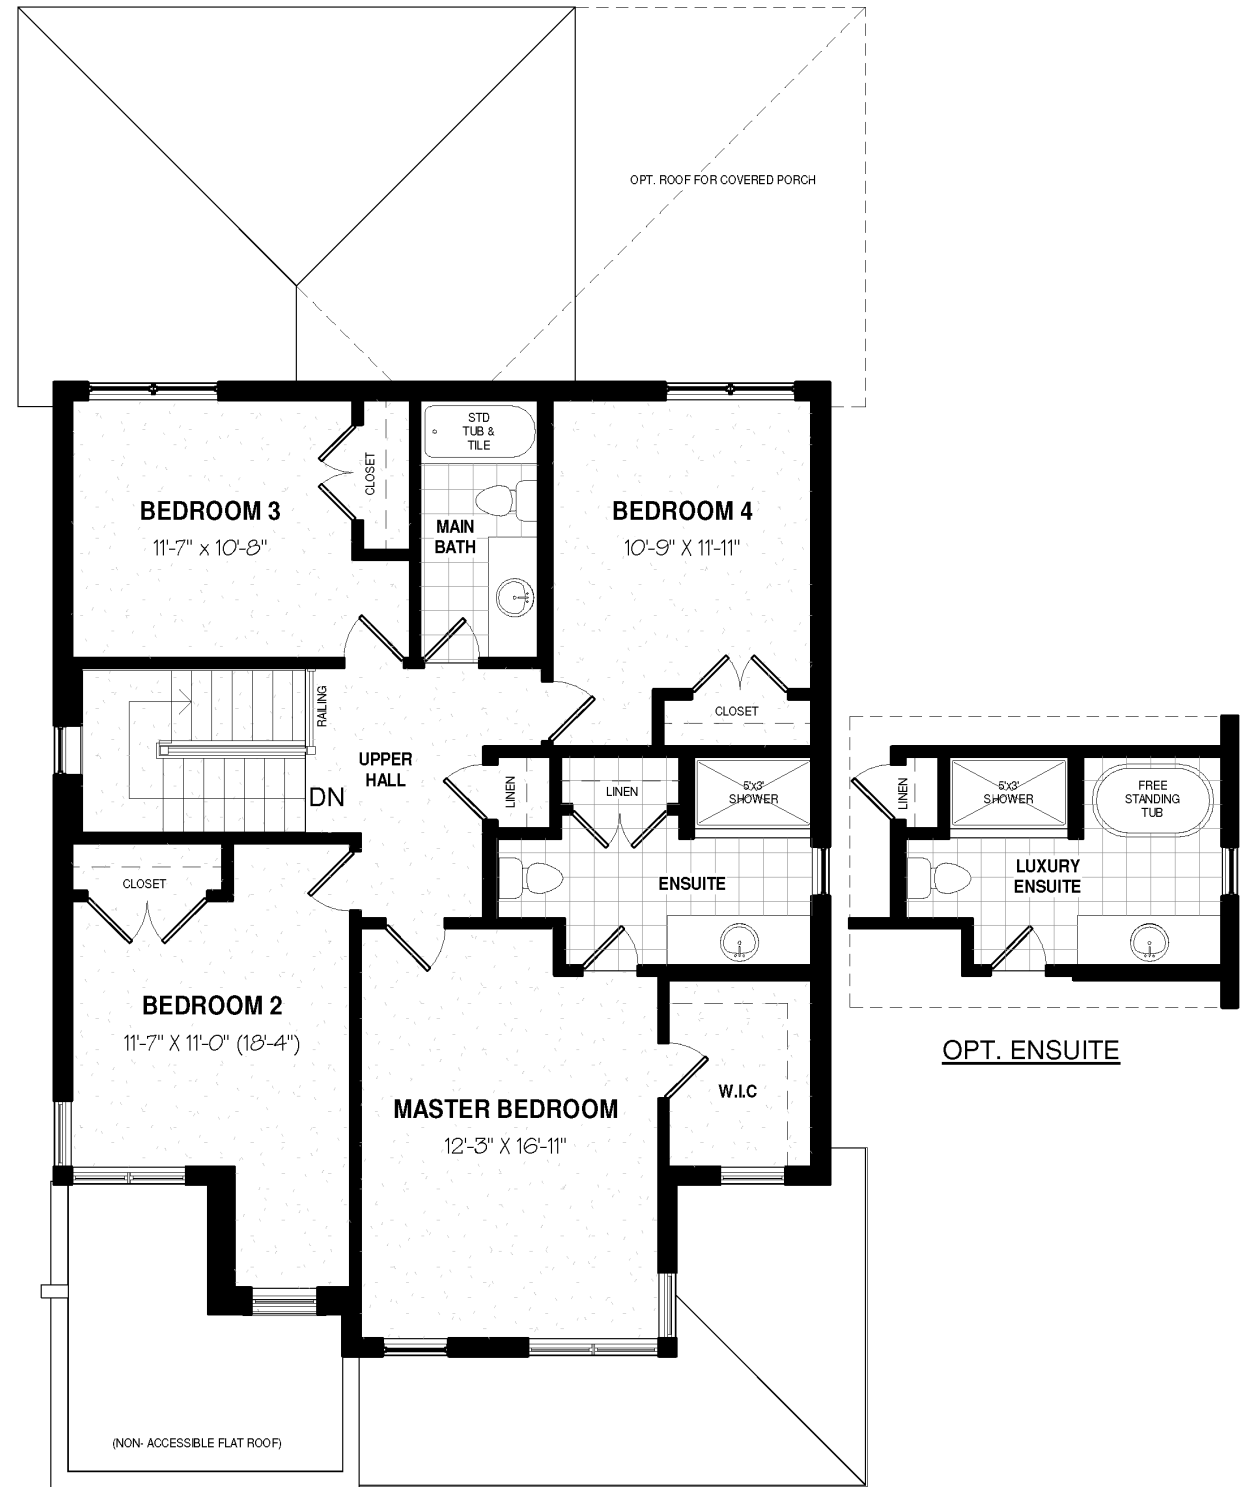 OPT. ROOF FOR COVERED PORCH
STD
TUB &
TILE
CLOSET
BEDROOM 3
11'-7" x 10'-8"
MAIN
BATH
BEDROOM 4
10'-9" X 11'-11"
RAILING
CLOSET
UPPER
HALL
DN
LINEN
LINEN
5'x3'
SHOWER
LINEN
5'x3'
SHOWER
FREE
STANDING
TUB
CLOSET
ENSUITE
LUXURY
ENSUITE
BEDROOM 2
11'-7" X 11'-0" (18'-4")
OPT. ENSUITE
W.I.C
MASTER BEDROOM
12'-3" X 16'-11"
(NON- ACCESSIBLE FLAT ROOF)